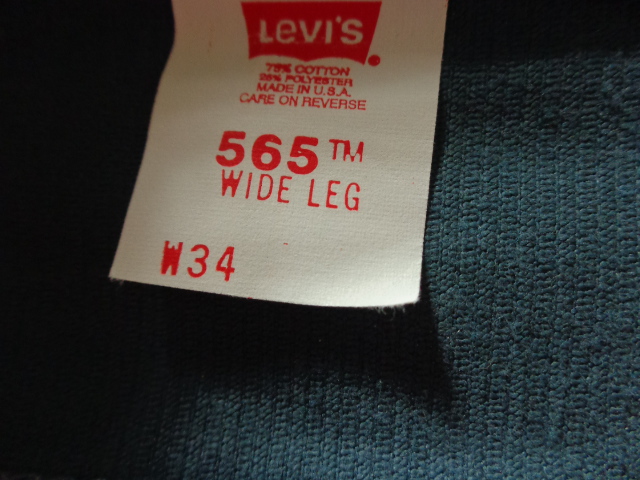 Levi's
75% COTTON
25% POLYESTER
MADE IN U.S.A.
CARE ON REVERSE
565™
WIDE LEG
W34